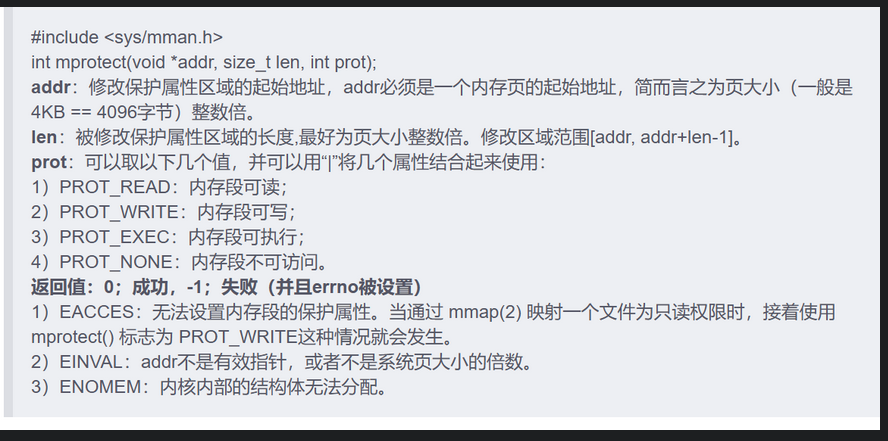 #include <sys/mman.h>
int mprotect(void *addr, size_t len, int prot);
addr：修改保护属性区域的起始地址，addr必须是一个内存页的起始地址，简而言之为页大小（一般是
4KB == 4096字节）整数倍。
len：被修改保护属性区域的长度,最好为页大小整数倍。修改区域范围[addr, addr+len-1]。
prot：可以取以下几个值，并可以用“|”将几个属性结合起来使用：
1）PROT_READ：内存段可读；
2）PROT_WRITE：内存段可写；
3）PROT_EXEC：内存段可执行；
4）PROT_NONE：内存段不可访问。
返回值：0；成功，-1；失败（并且errno被设置）
1）EACCES：无法设置内存段的保护属性。当通过 mmap(2) 映射一个文件为只读权限时，接着使用
mprotect() 标志为 PROT_WRITE这种情况就会发生。
2）EINVAL：addr不是有效指针，或者不是系统页大小的倍数。
3）ENOMEM：内核内部的结构体无法分配。